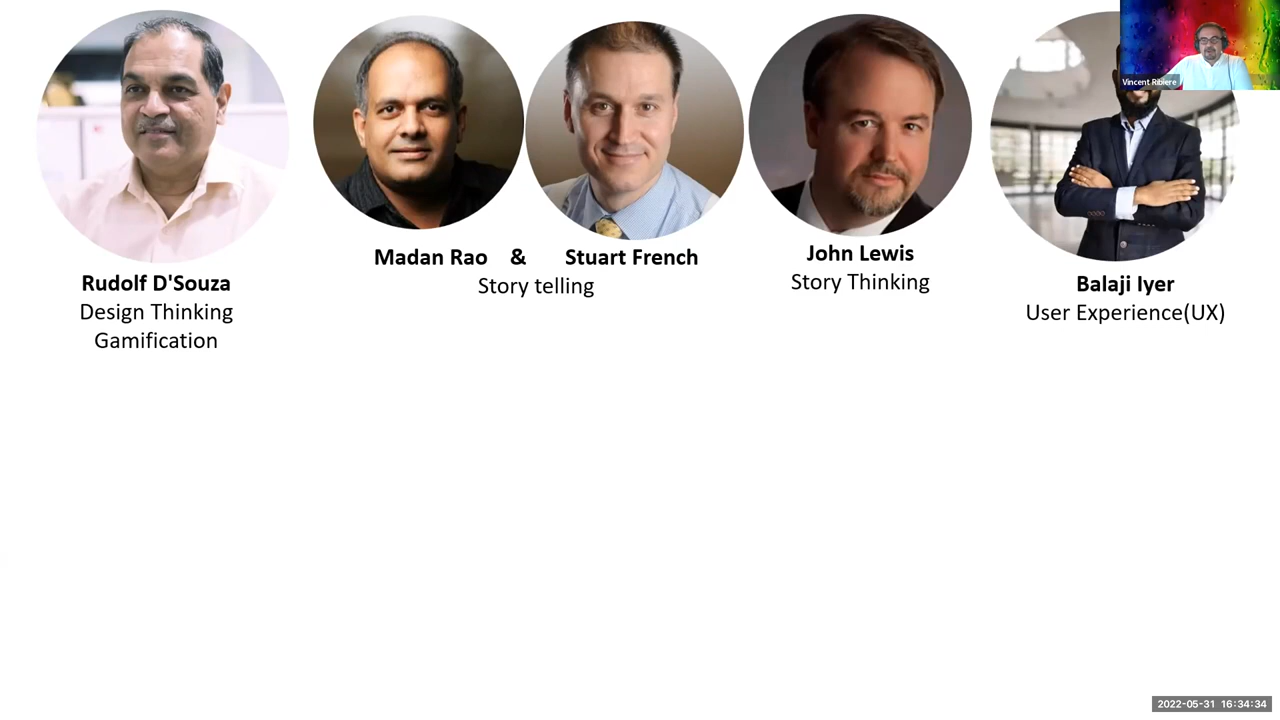 Vincent Ribiere
Rudolf D'Souza
Design Thinking
Gamification
Madan Rao & Stuart French
Story telling
John Lewis
Story Thinking
Balaji Iyer
User Experience(UX)
2022-05-31 16:34:34